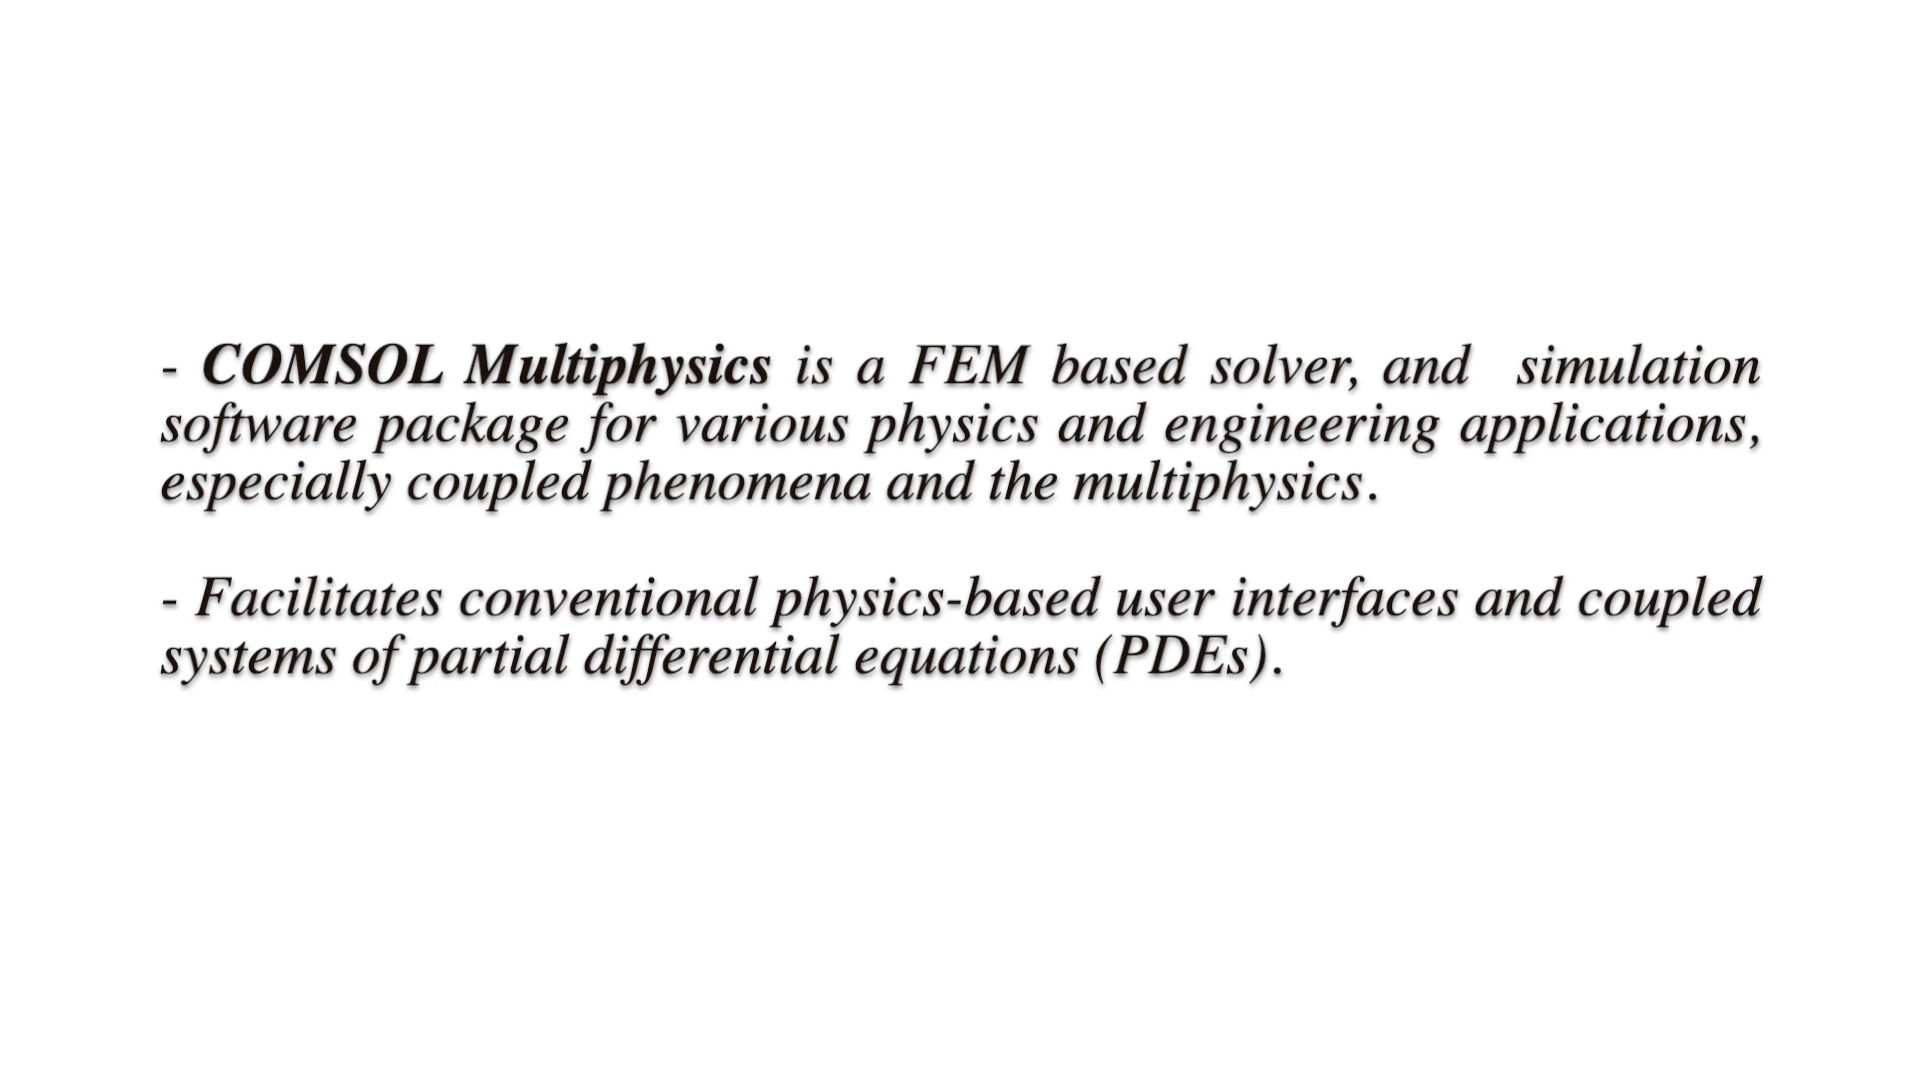 - COMSOL Multiphysics is a FEM based solver, and simulation
software package for various physics and engineering applications,
especially coupled phenomena and the multiphysics.
- Facilitates conventional physics-based user interfaces and coupled
systems of partial differential equations (PDEs).